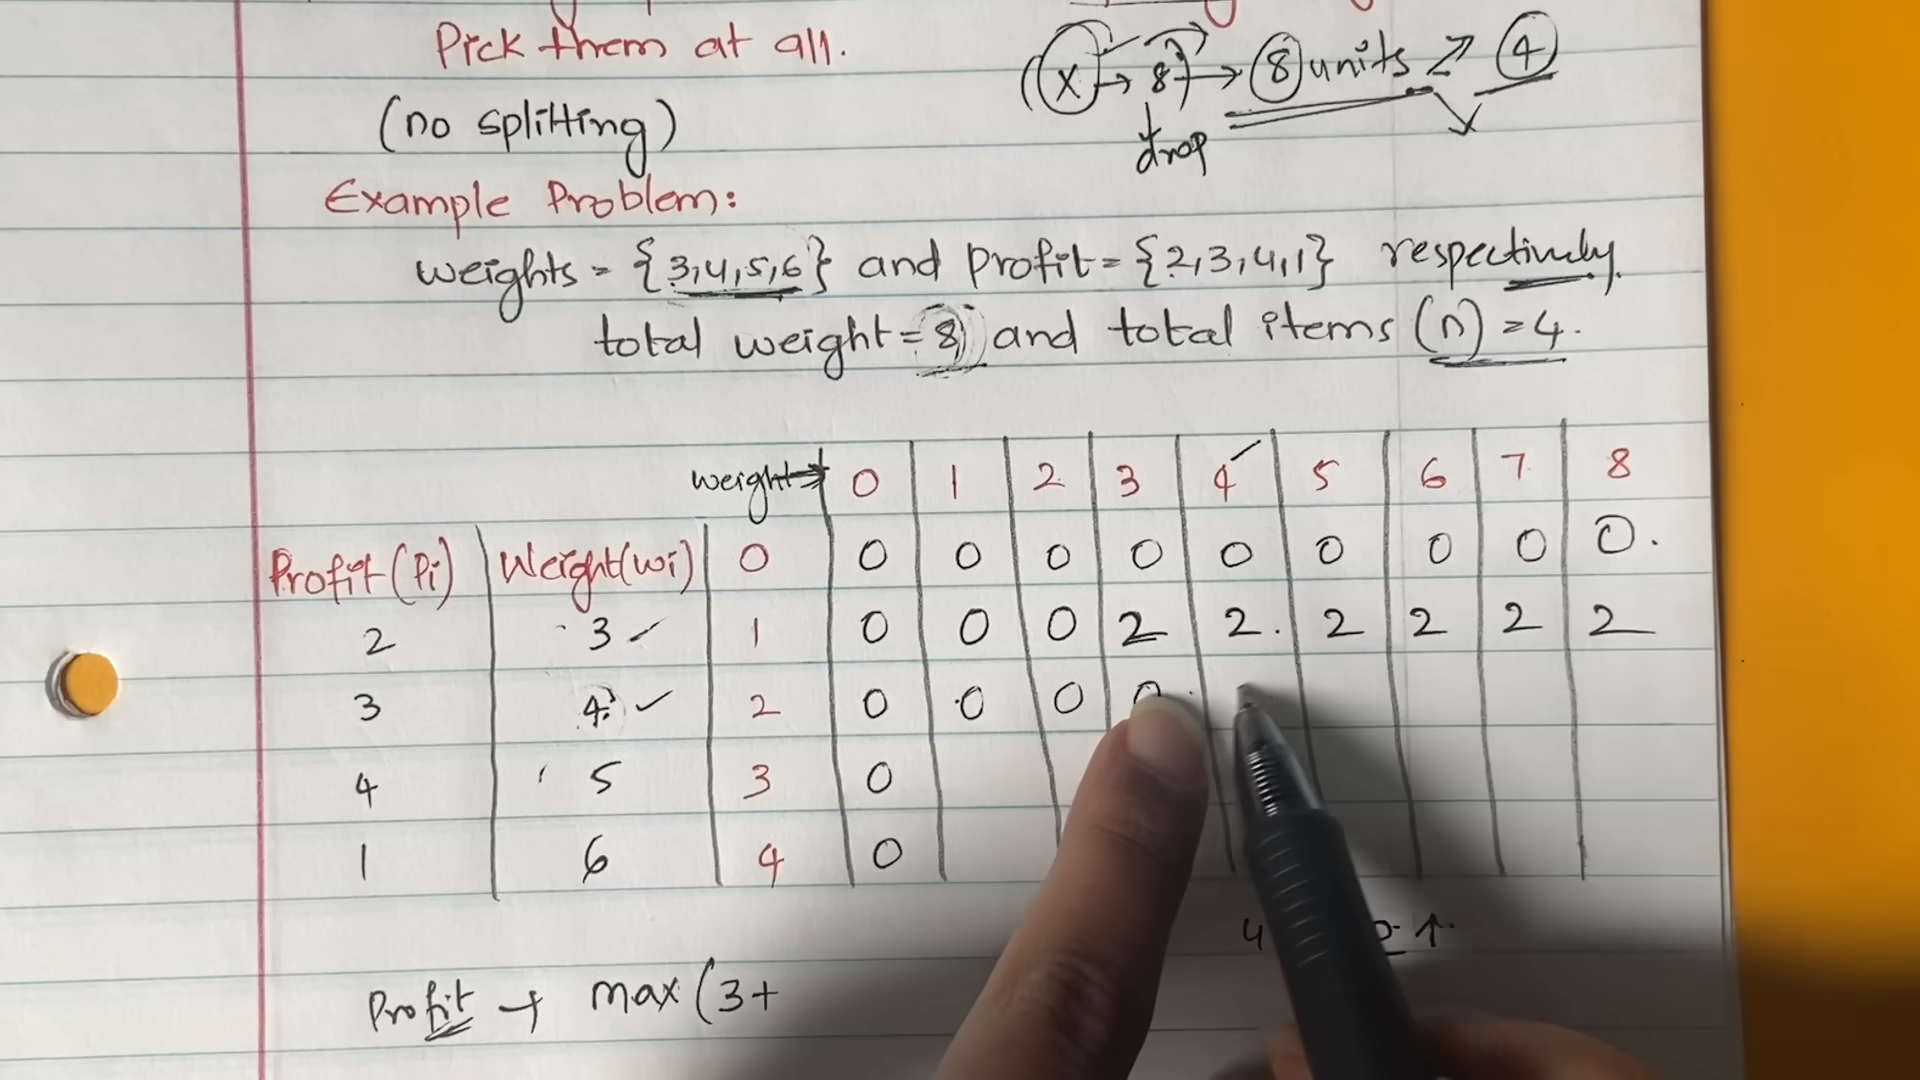 Pick them at all.
(no splitting)
(x → 8) → 8 units ⇗ 4
drop
Example Problem:
weights = {3,4,5,6} and profit = {2,3,4,1} respectively.
total weight = 8 and total items (n) = 4.
weight → 0 1 2 3 4 5 6 7 8
Profit (Pi) Weight(wi) 0 0 0 0 0 0 0 0 0 0.
2 3 ✓ 1 0 0 0 2 2. 2 2 2 2
3 4 ✓ 2 0 0 0 0
4 5 3 0
1 6 4 0
4 ↑
Profit → max (3+